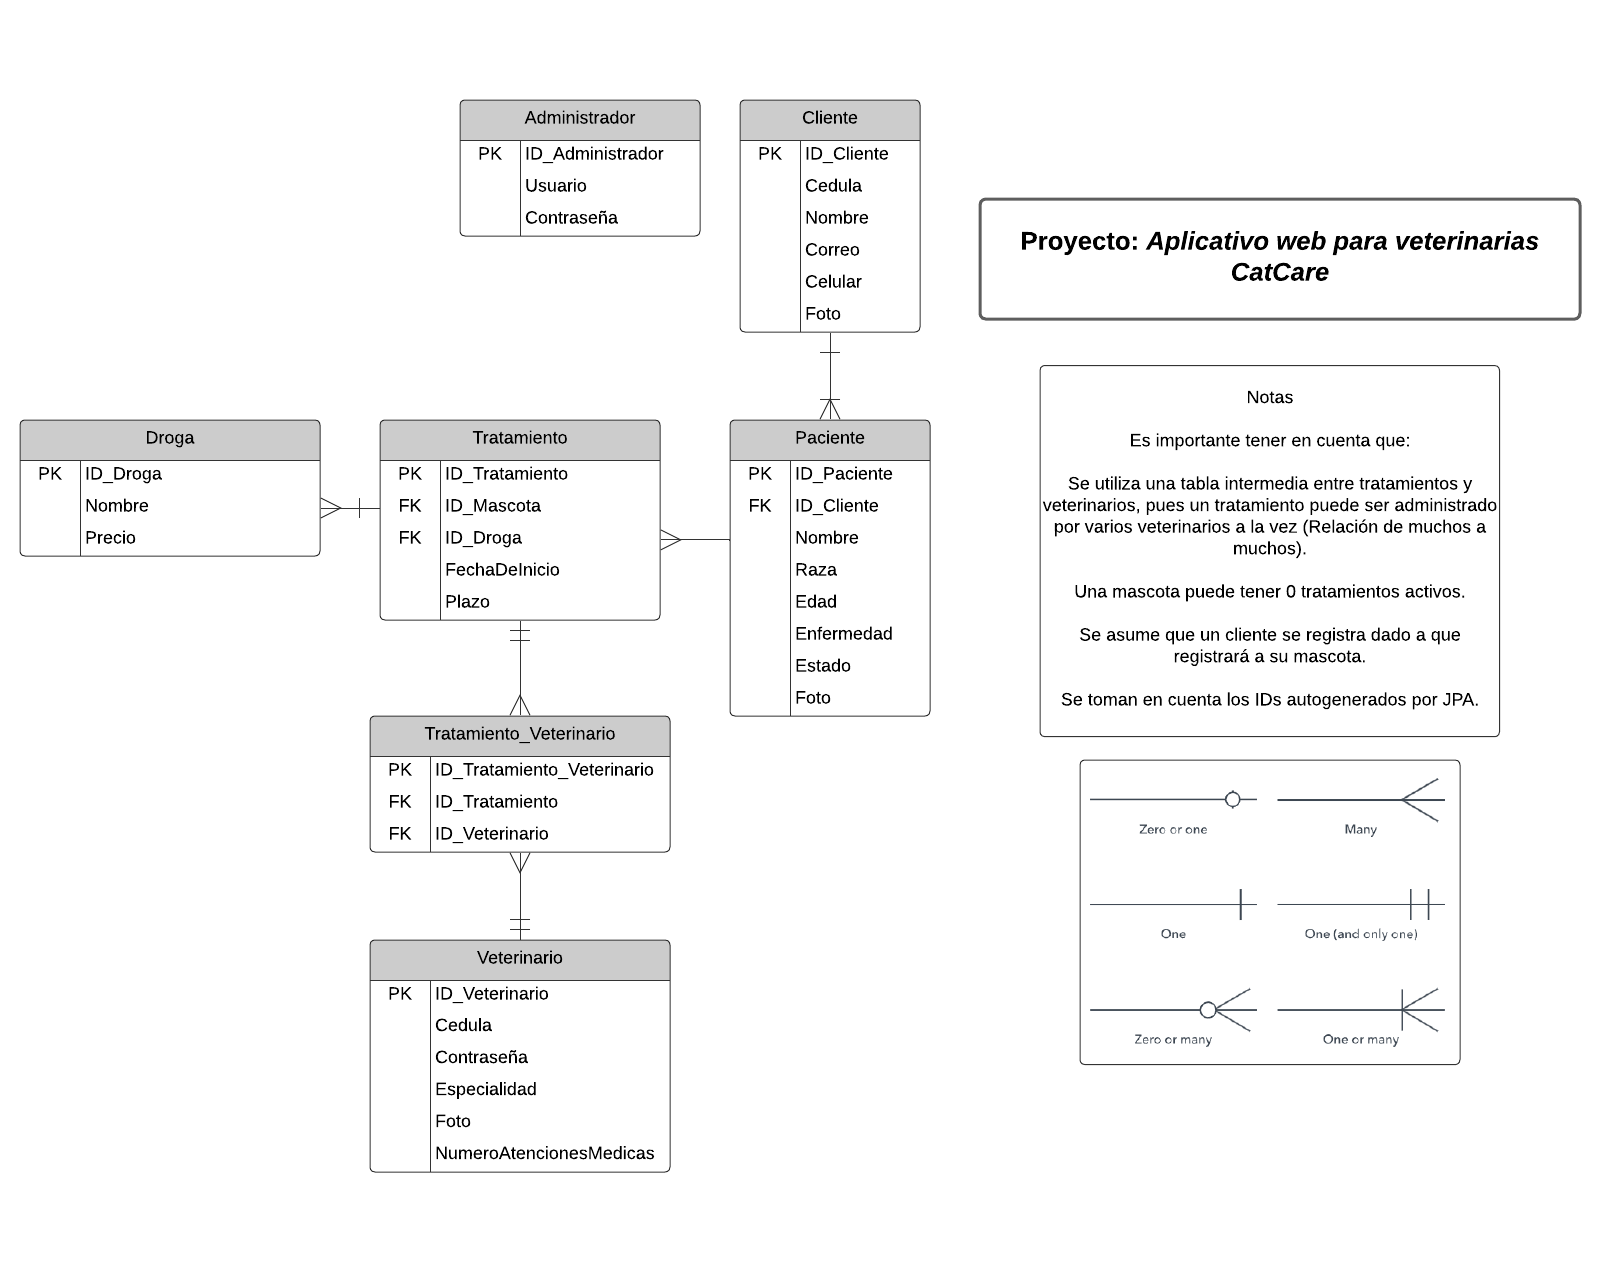 Administrador
PK ID_Administrador
Usuario
Contraseña
Cliente
PK ID_Cliente
Cedula
Nombre
Correo
Celular
Foto
Proyecto: Aplicativo web para veterinarias
CatCare
Droga
PK ID_Droga
Nombre
Precio
Tratamiento
PK ID_Tratamiento
FK ID_Mascota
FK ID_Droga
FechaDeInicio
Plazo
Paciente
PK ID_Paciente
FK ID_Cliente
Nombre
Raza
Edad
Enfermedad
Estado
Foto
Notas
Es importante tener en cuenta que:
Se utiliza una tabla intermedia entre tratamientos y
veterinarios, pues un tratamiento puede ser administrado
por varios veterinarios a la vez (Relación de muchos a
muchos).
Una mascota puede tener 0 tratamientos activos.
Se asume que un cliente se registra dado a que
registrará a su mascota.
Se toman en cuenta los IDs autogenerados por JPA.
Tratamiento_Veterinario
PK ID_Tratamiento_Veterinario
FK ID_Tratamiento
FK ID_Veterinario
Veterinario
PK ID_Veterinario
Cedula
Contraseña
Especialidad
Foto
NumeroAtencionesMedicas
Zero or one
Many
One
One (and only one)
Zero or many
One or many